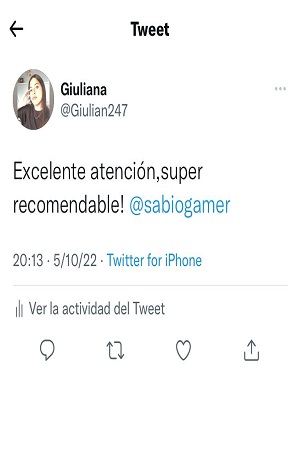 Tweet
Giuliana
@Giulian247
Excelente atención,super
recomendable! @sabiogamer
20:13 · 5/10/22 · Twitter for iPhone
Ver la actividad del Tweet